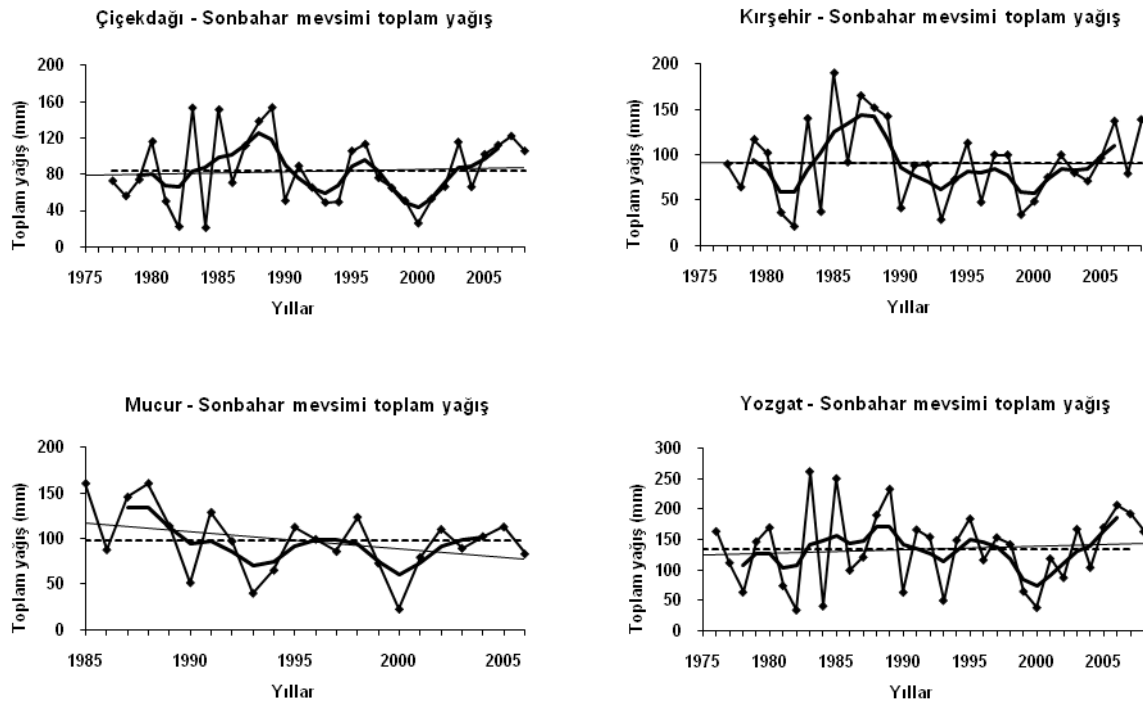 Çiçekdağı - Sonbahar mevsimi toplam yağış
Toplam yağış (mm)
200
160
120
80
40
0
1975 1980 1985 1990 1995 2000 2005
Yıllar
Kırşehir - Sonbahar mevsimi toplam yağış
Toplam yağış (mm)
200
150
100
50
0
1975 1980 1985 1990 1995 2000 2005
Yıllar
Mucur - Sonbahar mevsimi toplam yağış
Toplam yağış (mm)
200
150
100
50
0
1985 1990 1995 2000 2005
Yıllar
Yozgat - Sonbahar mevsimi toplam yağış
Toplam yağış (mm)
300
250
200
150
100
50
0
1975 1980 1985 1990 1995 2000 2005
Yıllar